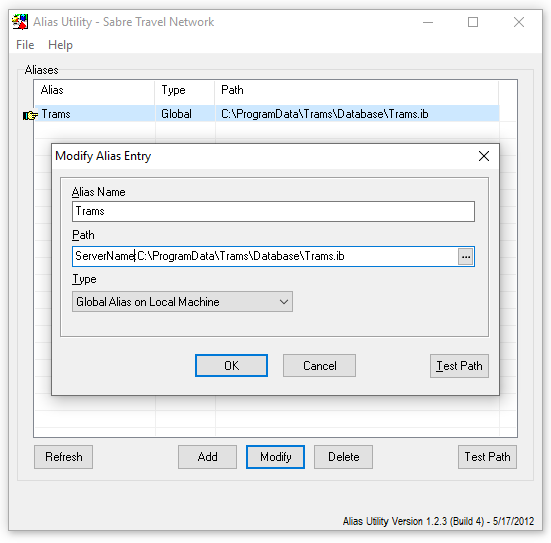 Alias Utility - Sabre Travel Network
File Help
Aliases
Alias Type Path
Trams Global C:\ProgramData\Trams\Database\Trams.ib
Modify Alias Entry
Alias Name
Trams
Path
ServerName:C:\ProgramData\Trams\Database\Trams.ib ...
Type
Global Alias on Local Machine
OK Cancel Test Path
Refresh Add Modify Delete Test Path
Alias Utility Version 1.2.3 (Build 4) - 5/17/2012